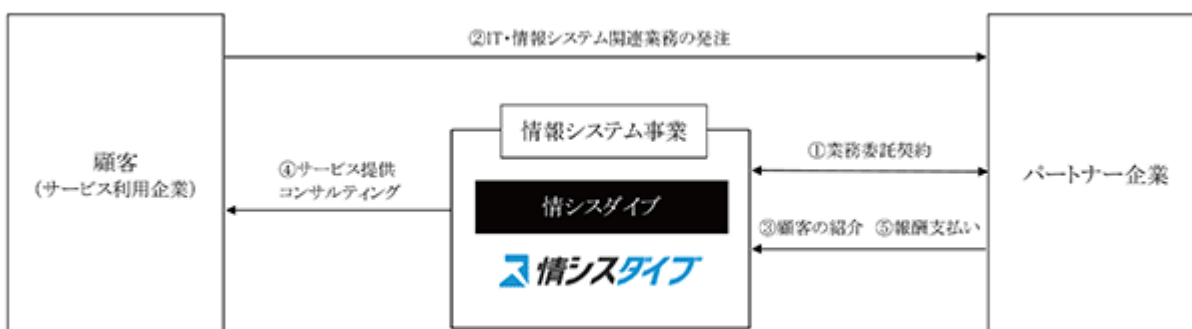 ②IT・情報システム関連業務の発注
情報システム事業
①業務委託契約
顧客
(サービス利用企業)
④サービス提供
コンサルティング
パートナー企業
情シスダイブ
③顧客の紹介 ⑤報酬支払い
情シスダイブ